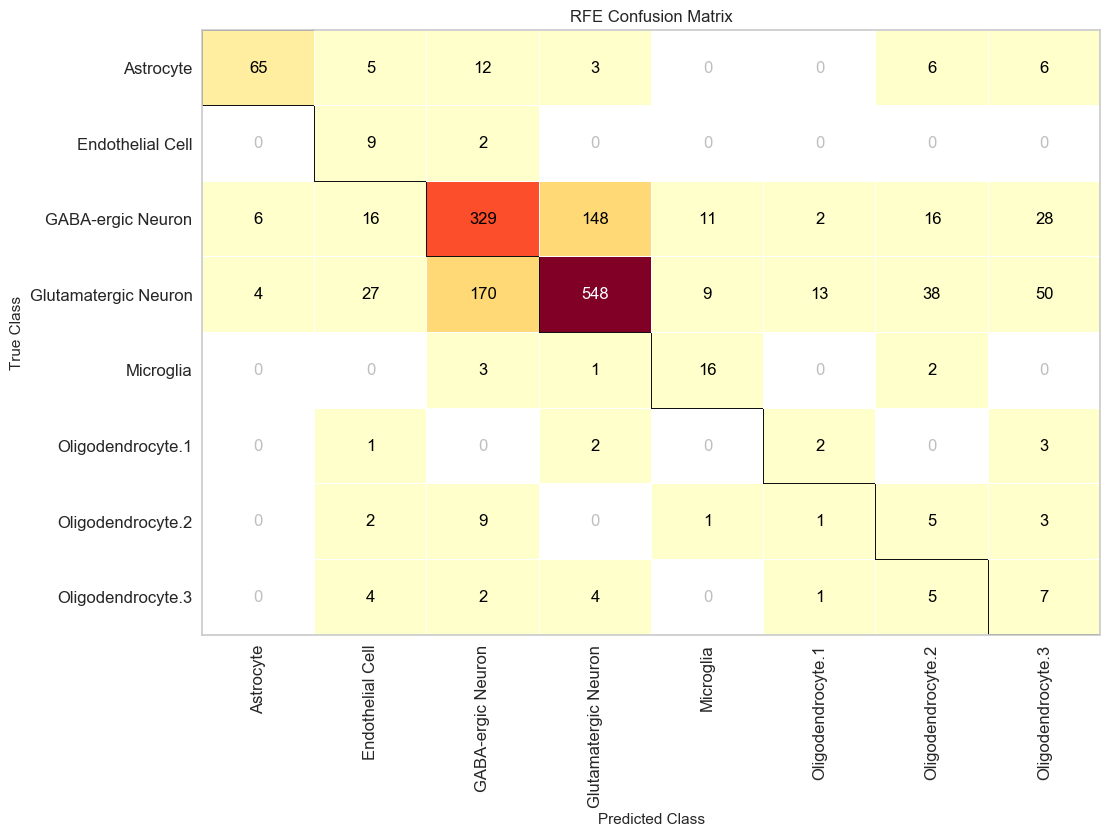 RFE Confusion Matrix
True Class
Astrocyte 65 5 12 3 0 0 6 6
Endothelial Cell 0 9 2 0 0 0 0 0
GABA-ergic Neuron 6 16 329 148 11 2 16 28
Glutamatergic Neuron 4 27 170 548 9 13 38 50
Microglia 0 0 3 1 16 0 2 0
Oligodendrocyte.1 0 1 0 2 0 2 0 3
Oligodendrocyte.2 0 2 9 0 1 1 5 3
Oligodendrocyte.3 0 4 2 4 0 1 5 7
Astrocyte
Endothelial Cell
GABA-ergic Neuron
Glutamatergic Neuron
Microglia
Oligodendrocyte.1
Oligodendrocyte.2
Oligodendrocyte.3
Predicted Class